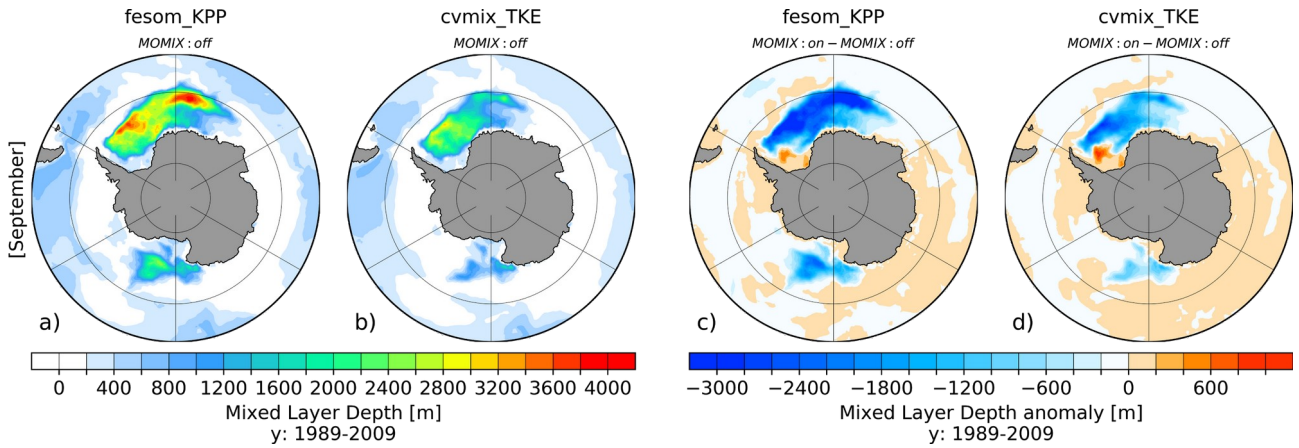 fesom_KPP
MOMIX : off
cvmix_TKE
MOMIX : off
fesom_KPP
MOMIX : on − MOMIX : off
cvmix_TKE
MOMIX : on − MOMIX : off
[September]
a)
b)
c)
d)
0 400 800 1200 1600 2000 2400 2800 3200 3600 4000
Mixed Layer Depth [m]
y: 1989-2009
−3000 −2400 −1800 −1200 −600 0 600
Mixed Layer Depth anomaly [m]
y: 1989-2009